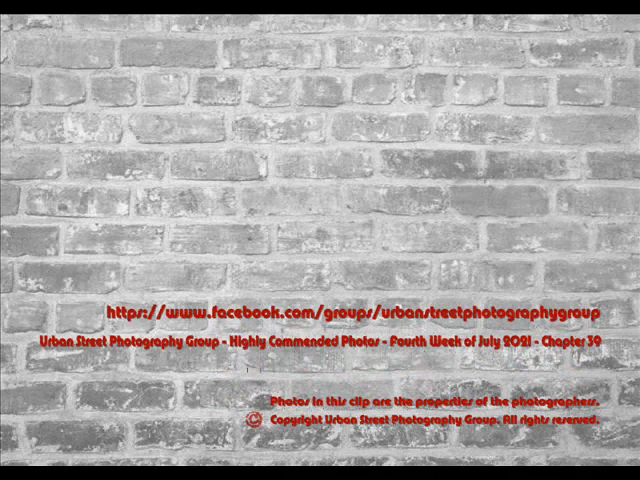 https://www.facebook.com/groups/urbanstreetphotographygroup
Urban Street Photography Group - Highly Commended Photos - Fourth Week of July 2021 - Chapter 39
Photos in this clip are the properties of the photographers.
© Copyright Urban Street Photography Group. All rights reserved.